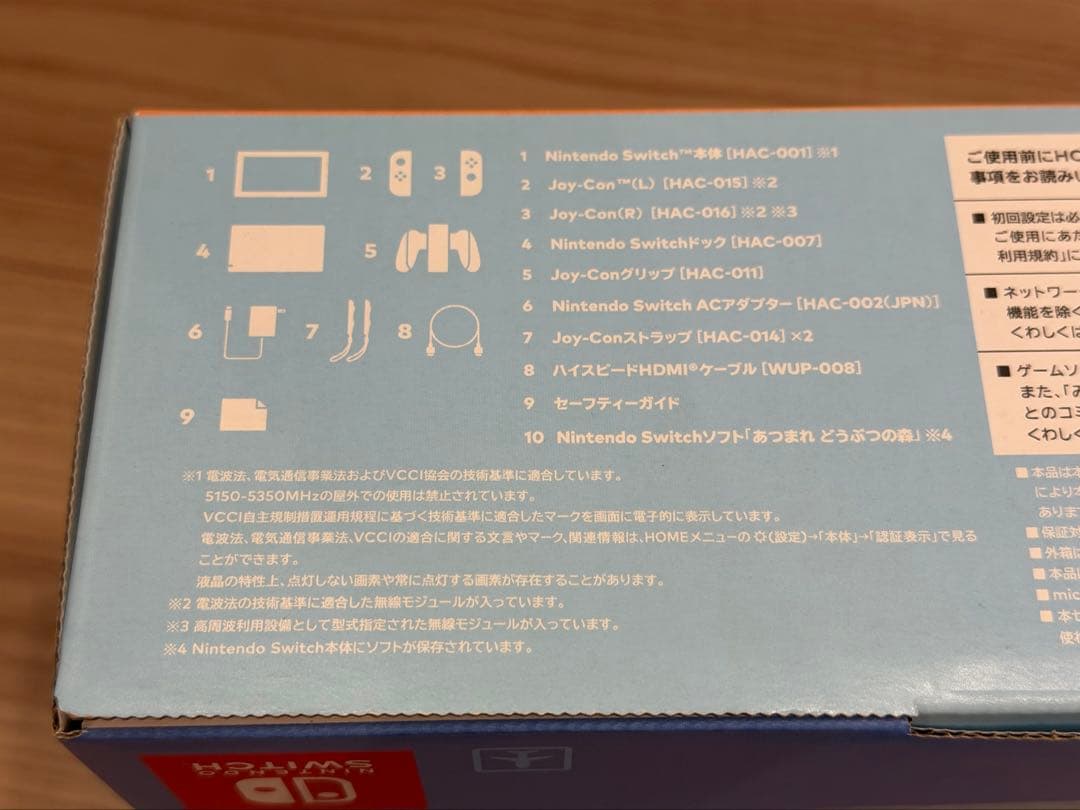 1
2
3
4
5
6
7
8
9
1 Nintendo Switch™本体 [HAC-001] ※1
2 Joy-Con™(L) [HAC-015] ※2
3 Joy-Con(R) [HAC-016] ※2 ※3
4 Nintendo Switchドック [HAC-007]
5 Joy-Conグリップ [HAC-011]
6 Nintendo Switch ACアダプター [HAC-002(JPN)]
7 Joy-Conストラップ [HAC-014] ×2
8 ハイスピードHDMI®ケーブル [WUP-008]
9 セーフティーガイド
10 Nintendo Switchソフト「あつまれ どうぶつの森」 ※4
※1 電波法、電気通信事業法およびVCCI協会の技術基準に適合しています。
5150-5350MHzの屋外での使用は禁止されています。
VCCI自主規制措置運用規程に基づく技術基準に適合したマークを画面に電子的に表示しています。
電波法、電気通信事業法、VCCIの適合に関する文言やマーク、関連情報は、HOMEメニューの (設定)→「本体」→「認証表示」で見る
ことができます。
液晶の特性上、点灯しない画素や常に点灯する画素が存在することがあります。
※2 電波法の技術基準に適合した無線モジュールが入っています。
※3 高周波利用設備として型式指定された無線モジュールが入っています。
※4 Nintendo Switch本体にソフトが保存されています。
ご使用前にHO
事項をお読みい
■ 初回設定は必
ご使用にあた
利用規約」に
■ ネットワー
機能を除く
くわしくは
■ ゲームソ
また、「み
とのコミ
くわしく
■ 本品は本
により本
ありま
■ 保証対
■ 外箱は
■ 本品は
■ mic
■ 本セ
使わ
NINTENDO
SWITCH